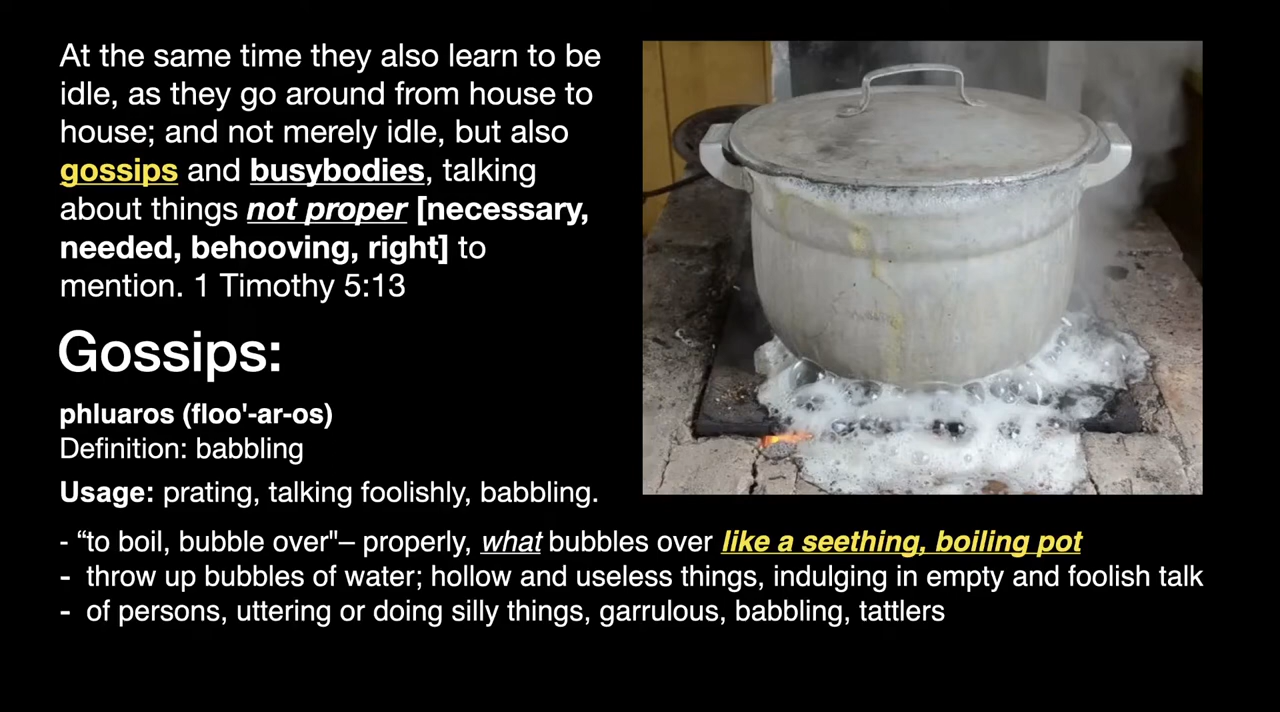 At the same time they also learn to be
idle, as they go around from house to
house; and not merely idle, but also
gossips and busybodies, talking
about things not proper [necessary,
needed, behooving, right] to
mention. 1 Timothy 5:13
Gossips:
phluaros (floo'-ar-os)
Definition: babbling
Usage: prating, talking foolishly, babbling.
- “to boil, bubble over"– properly, what bubbles over like a seething, boiling pot
- throw up bubbles of water; hollow and useless things, indulging in empty and foolish talk
- of persons, uttering or doing silly things, garrulous, babbling, tattlers